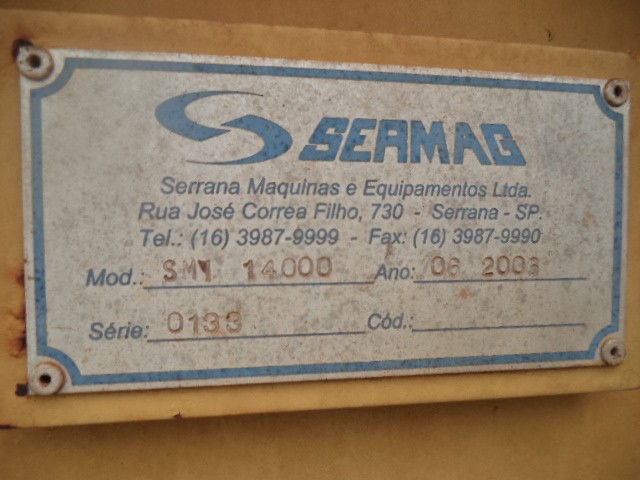 SERMAG
Serrana Maquinas e Equipamentos Ltda.
Rua José Correa Filho, 730 - Serrana - SP.
Tel.: (16) 3987-9999 - Fax: (16) 3987-9990
Mod.: 14000 Ano: 06 2003
Série: 0133 Cód.: